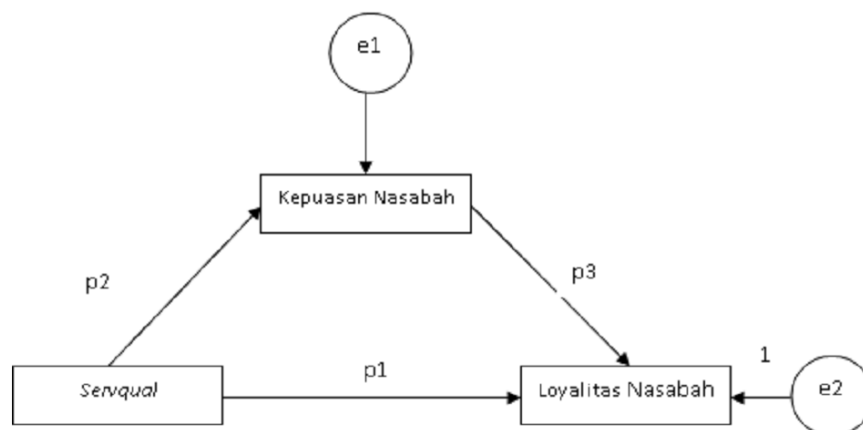 e1
Kepuasan Nasabah
p2
p3
Servqual
p1
Loyalitas Nasabah
1
e2